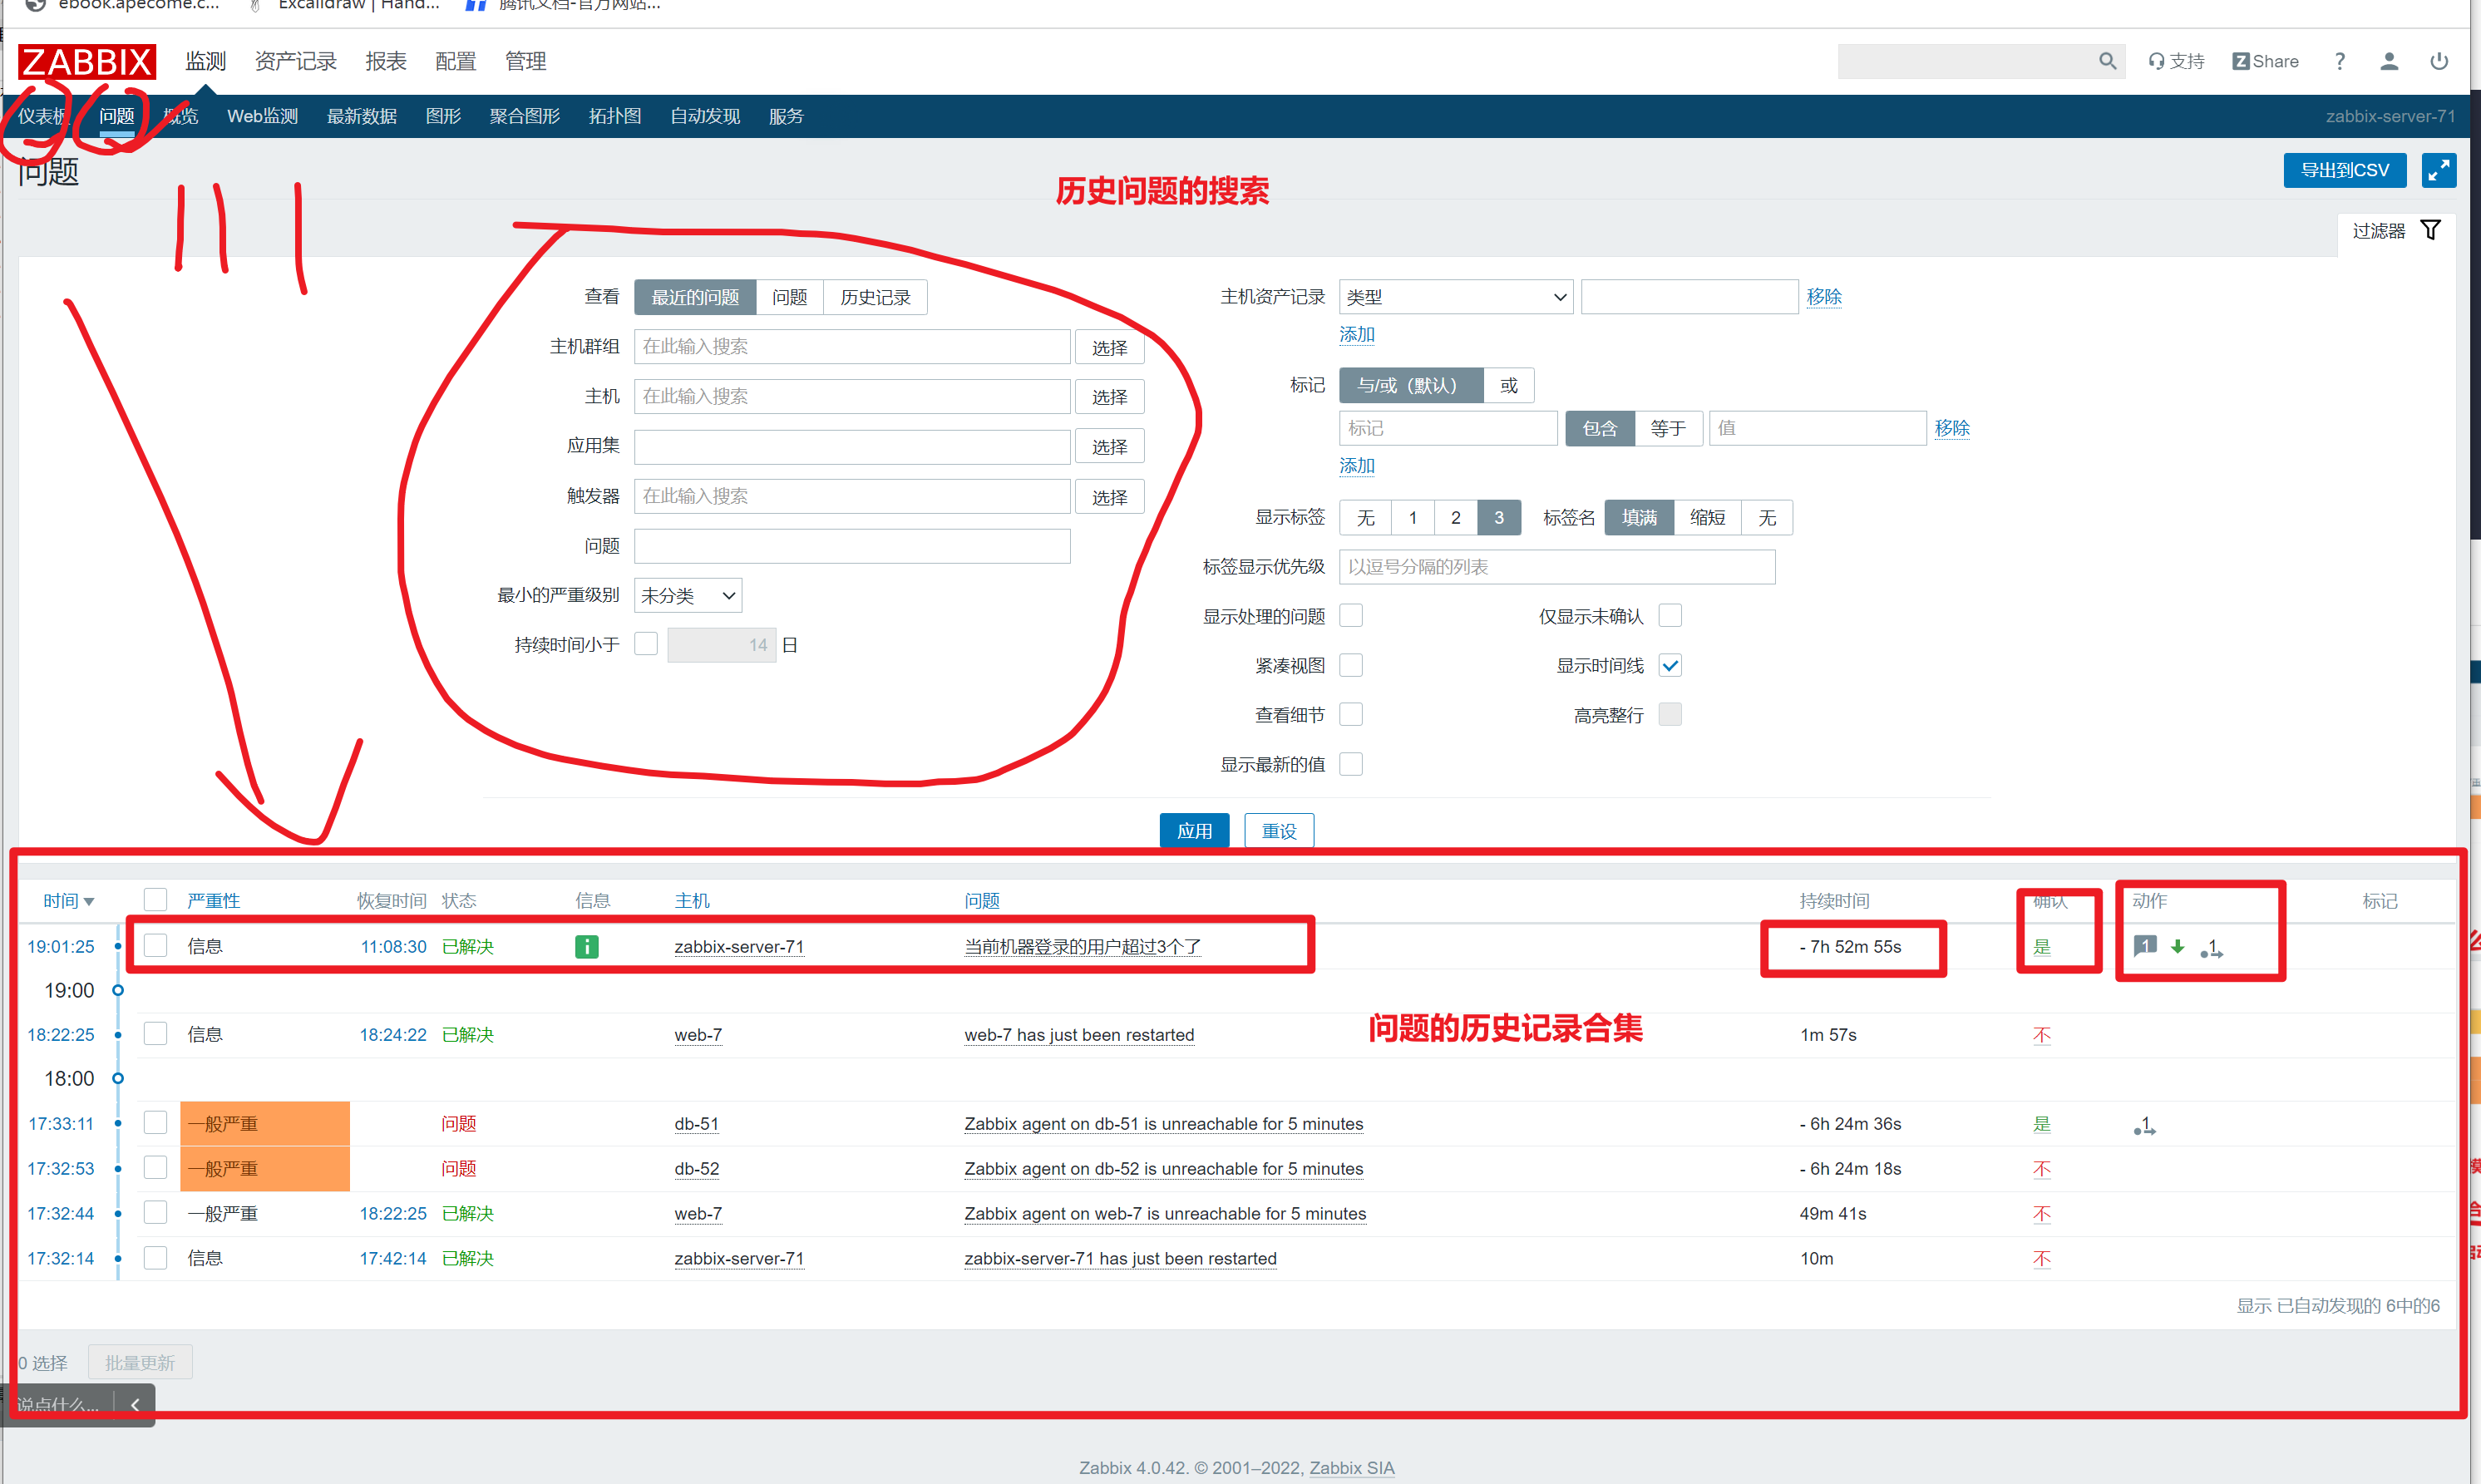 ebook.apecome.c... Excalidraw | Hand... 腾讯文档-官方网站...
ZABBIX 监测 资产记录 报表 配置 管理 支持 Z Share ?
仪表板 问题 概览 Web监测 最新数据 图形 聚合图形 拓扑图 自动发现 服务 zabbix-server-71
问题 导出到CSV
历史问题的搜索
过滤器
查看 最近的问题 问题 历史记录 主机资产记录 类型 移除
添加
主机群组 在此输入搜索 选择
主机 在此输入搜索 选择 标记 与/或（默认） 或
标记 包含 等于 值 移除
应用集 选择 添加
触发器 在此输入搜索 选择 显示标签 无 1 2 3 标签名 填满 缩短 无
问题 标签显示优先级 以逗号分隔的列表
最小的严重级别 未分类 显示处理的问题 仅显示未确认
持续时间小于 14 日 紧凑视图 显示时间线
查看细节 高亮整行
显示最新的值
应用 重设
时间 严重性 恢复时间 状态 信息 主机 问题 持续时间 确认 动作 标记
19:01:25 信息 11:08:30 已解决 i zabbix-server-71 当前机器登录的用户超过3个了 - 7h 52m 55s 是 1 1
19:00
18:22:25 信息 18:24:22 已解决 web-7 web-7 has just been restarted 1m 57s 不
问题的历史记录合集
18:00
17:33:11 一般严重 问题 db-51 Zabbix agent on db-51 is unreachable for 5 minutes - 6h 24m 36s 是 1
17:32:53 一般严重 问题 db-52 Zabbix agent on db-52 is unreachable for 5 minutes - 6h 24m 18s 不
17:32:44 一般严重 18:22:25 已解决 web-7 Zabbix agent on web-7 is unreachable for 5 minutes 49m 41s 不
17:32:14 信息 17:42:14 已解决 zabbix-server-71 zabbix-server-71 has just been restarted 10m 不
显示 已自动发现的 6中的6
0 选择 批量更新
说点什么...
Zabbix 4.0.42. © 2001–2022, Zabbix SIA